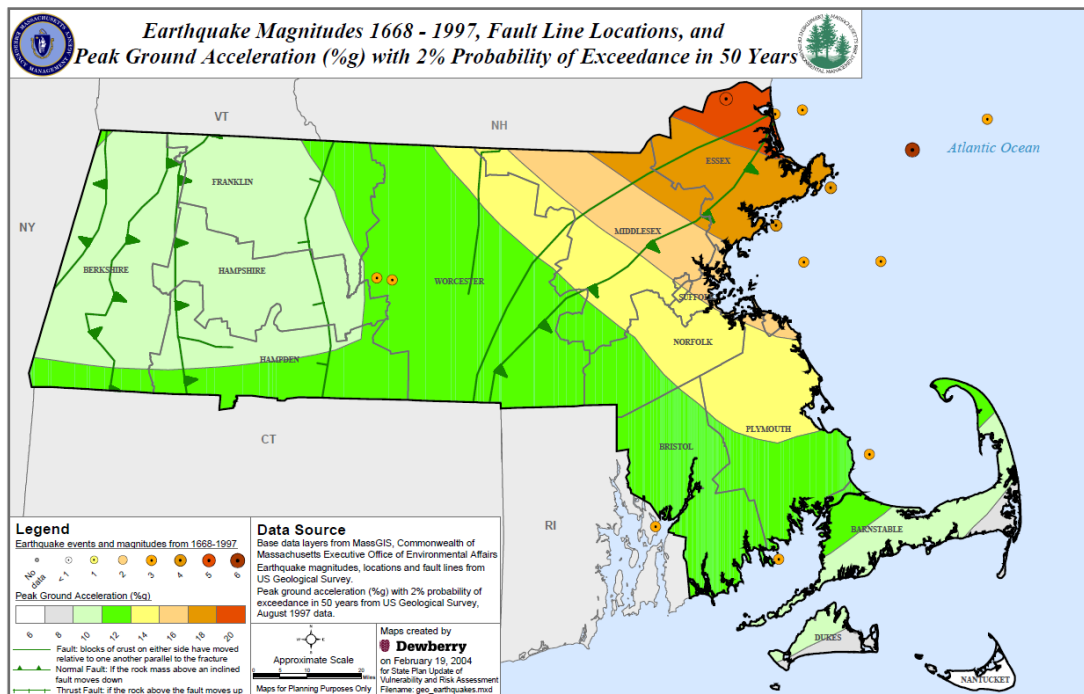 Earthquake Magnitudes 1668 - 1997, Fault Line Locations, and
Peak Ground Acceleration (%g) with 2% Probability of Exceedance in 50 Years
VT
NH
Atlantic Ocean
ESSEX
FRANKLIN
NY
MIDDLESEX
BERKSHIRE
HAMPSHIRE
WORCESTER
SUFFOLK
NORFOLK
HAMPDEN
PLYMOUTH
CT
BRISTOL
RI
BARNSTABLE
DUKES
NANTUCKET
Legend
Earthquake events and magnitudes from 1668-1997
No data
< 1
1
2
3
4
5
6
Peak Ground Acceleration (%g)
6 8 10 12 14 16 18 20
Fault: blocks of crust on either side have moved
relative to one another parallel to the fracture
Normal Fault: If the rock mass above an inclined
fault moves down
Thrust Fault: if the rock above the fault moves up
Data Source
Base data layers from MassGIS, Commonwealth of
Massachusetts Executive Office of Environmental Affairs
Earthquake magnitudes, locations and fault lines from
US Geological Survey.
Peak ground acceleration (%g) with 2% probability of
exceedance in 50 years from US Geological Survey,
August 1997 data.
Approximate Scale
0 5 10 20
Miles
Maps for Planning Purposes Only
Maps created by
Dewberry
on February 19, 2004
for State Plan Update of
Vulnerability and Risk Assessment
Filename: geo_earthquakes.mxd